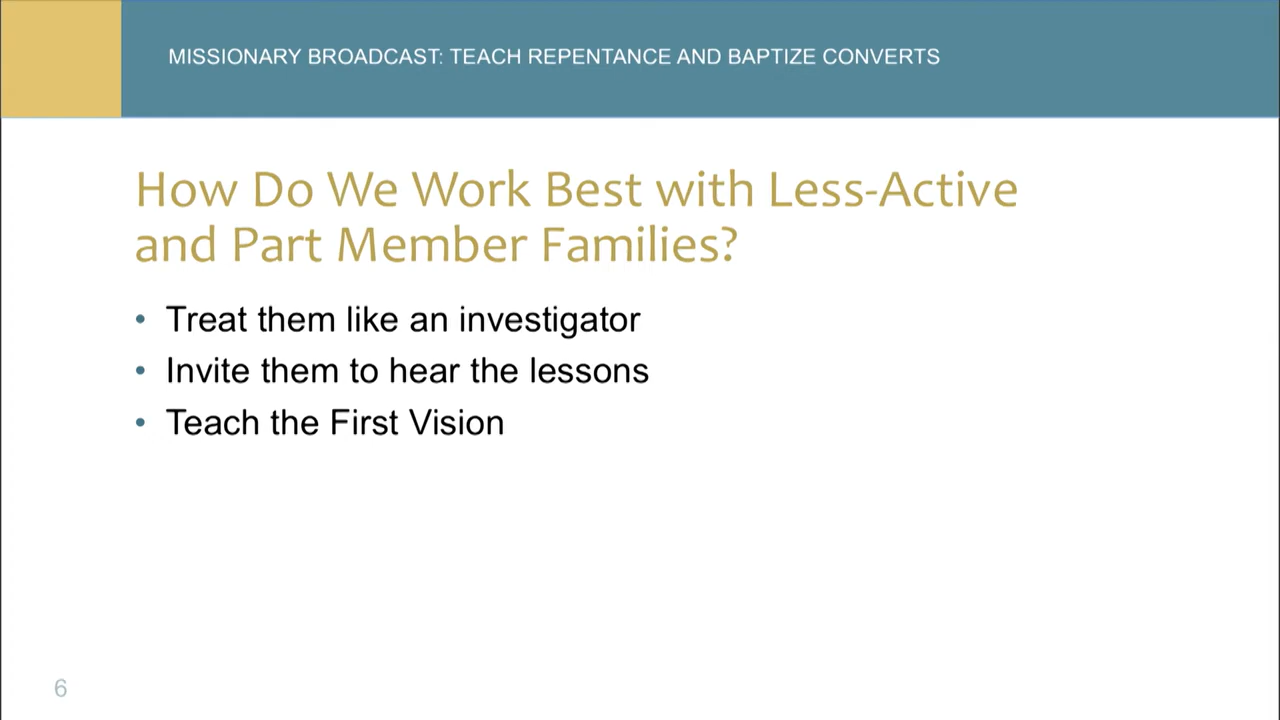 MISSIONARY BROADCAST: TEACH REPENTANCE AND BAPTIZE CONVERTS
How Do We Work Best with Less-Active
and Part Member Families?
• Treat them like an investigator
• Invite them to hear the lessons
• Teach the First Vision
6